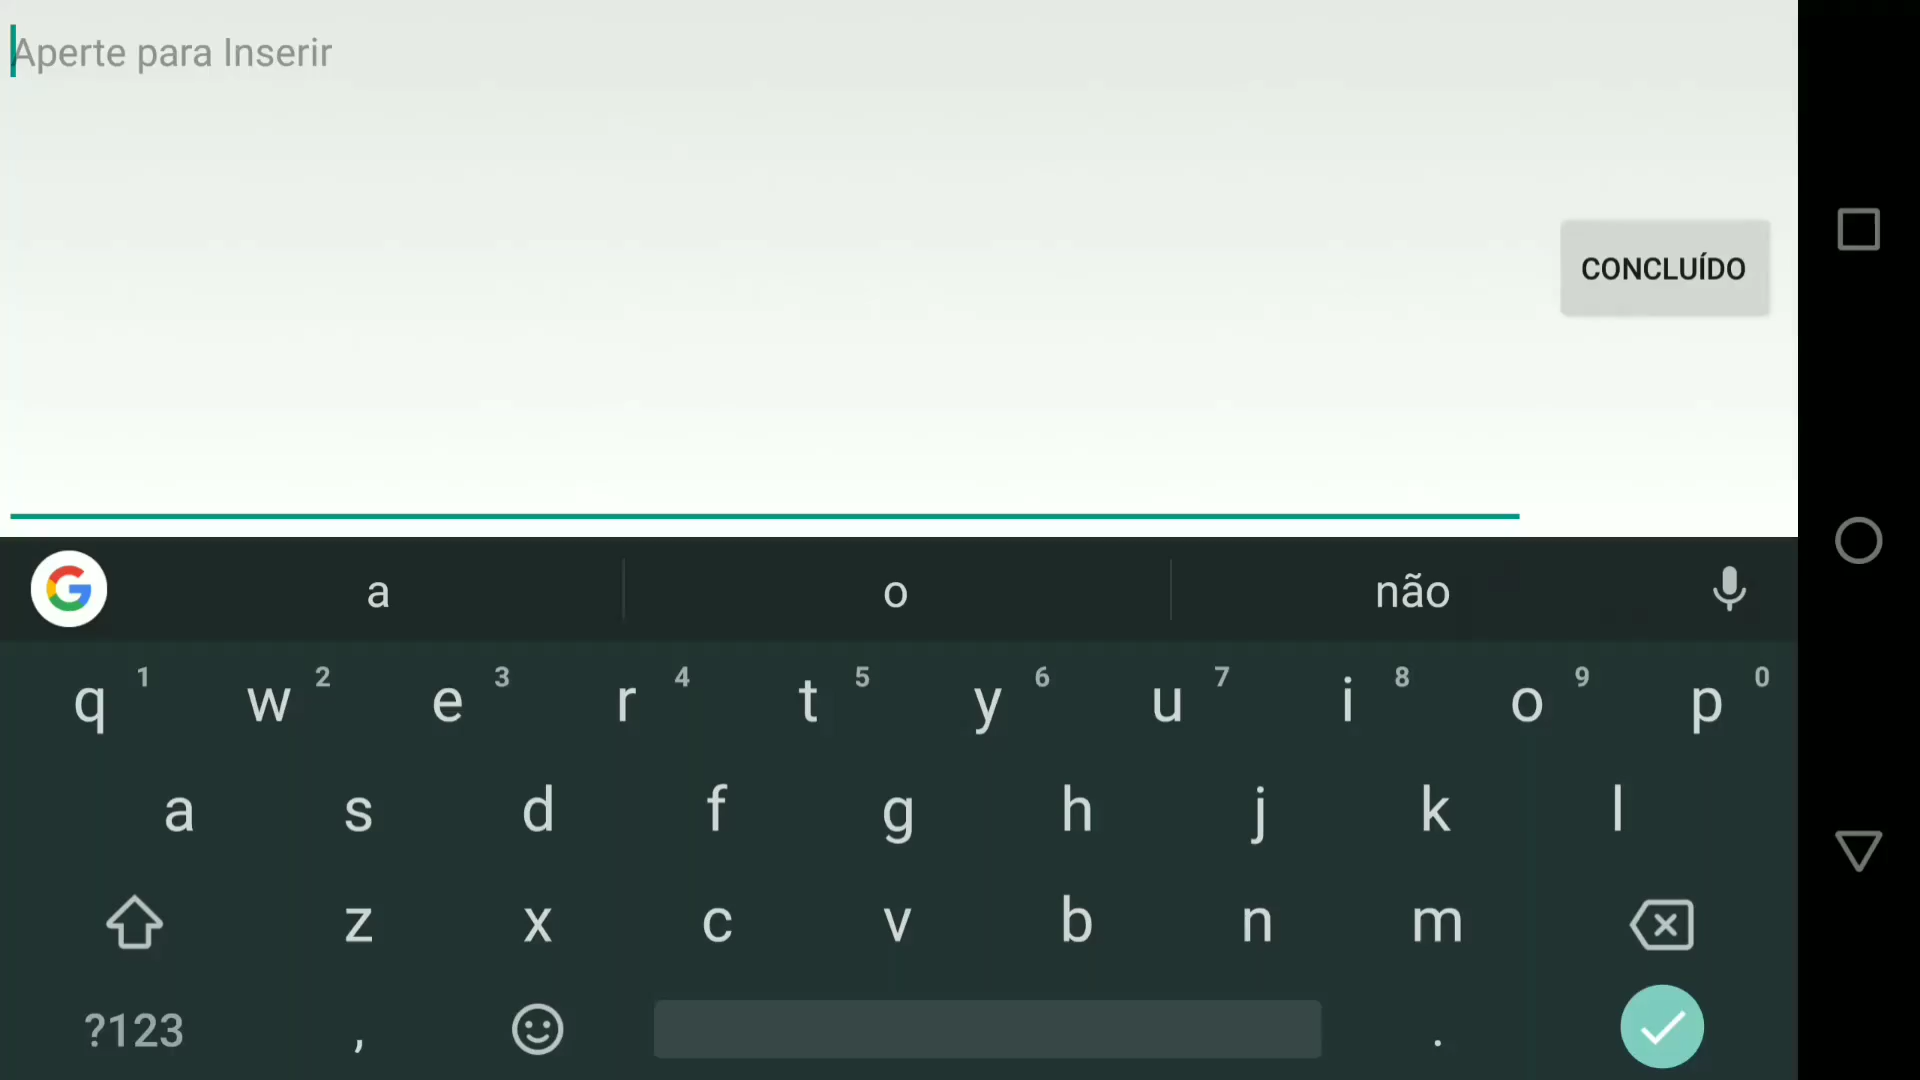 Aperte para Inserir
CONCLUÍDO
a o não
q 1 w 2 e 3 r 4 t 5 y 6 u 7 i 8 o 9 p 0
a s d f g h j k l
z x c v b n m
?123 , .